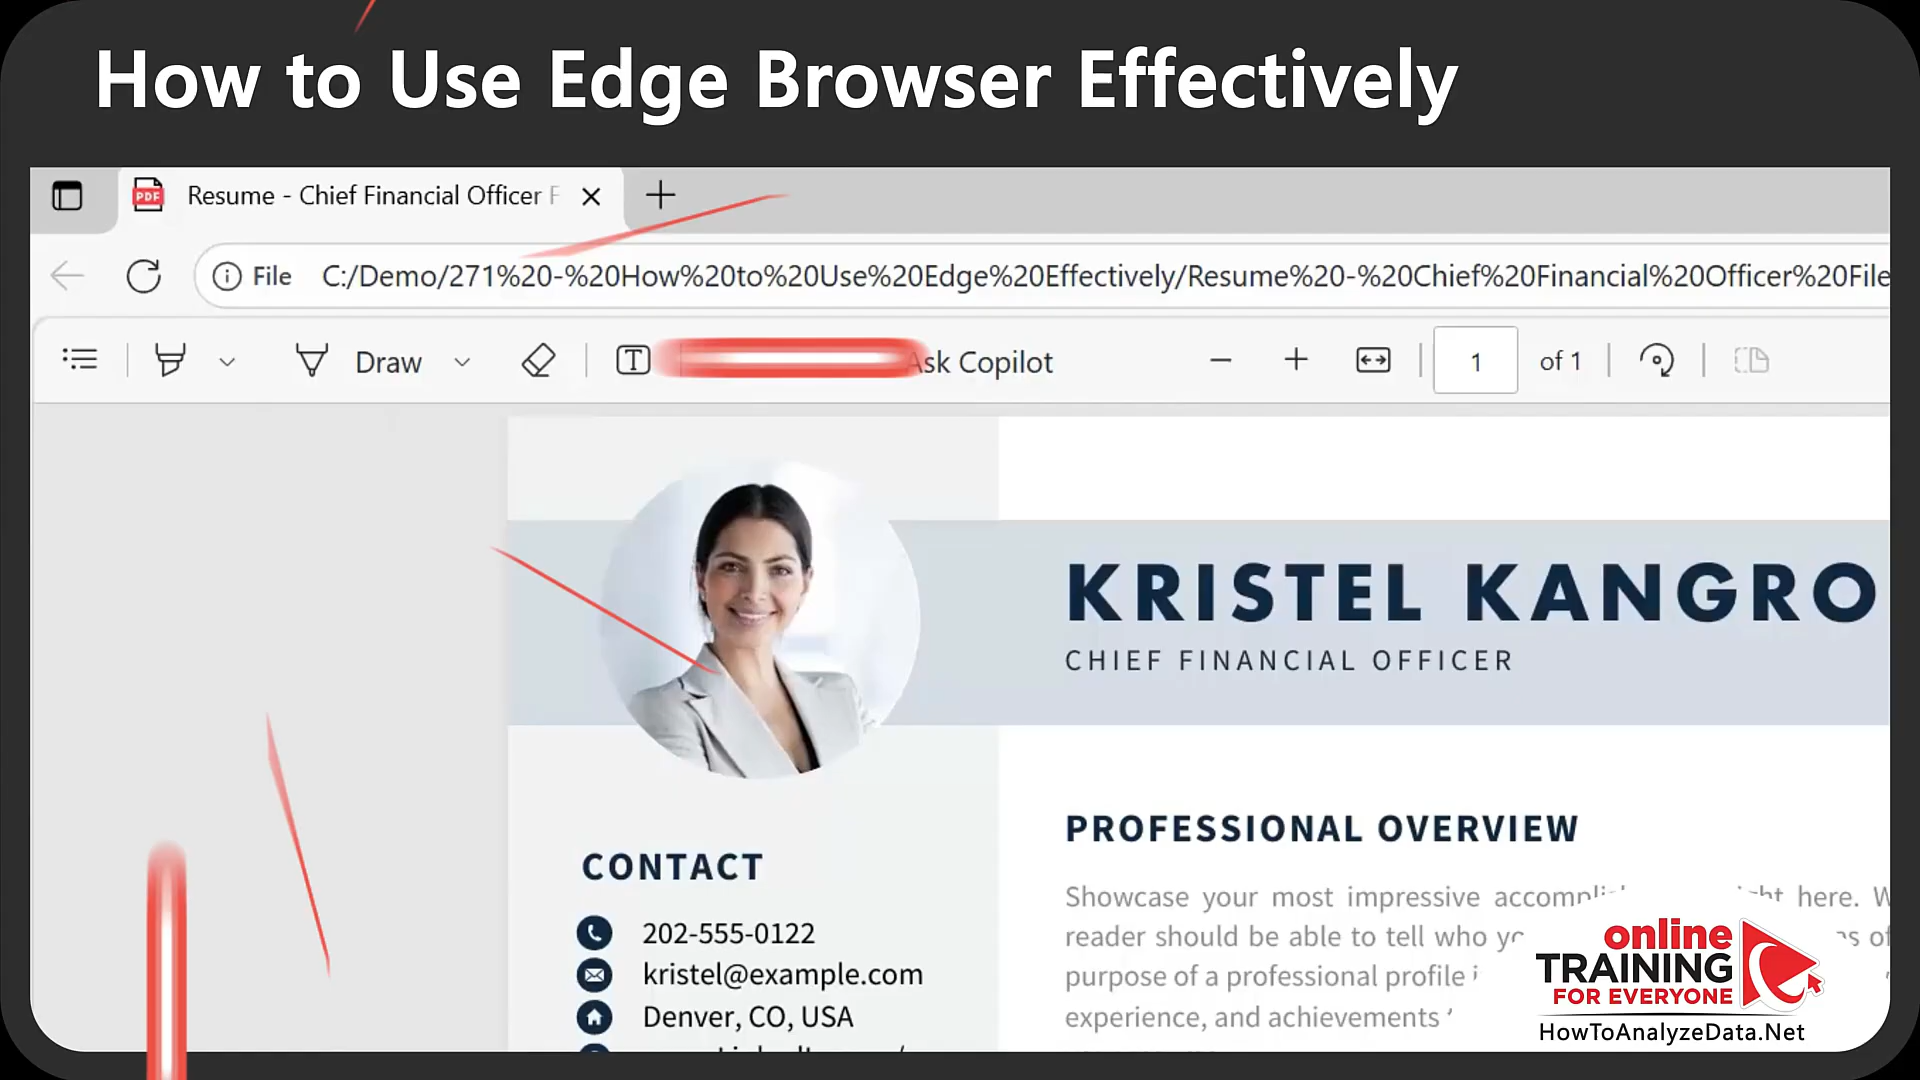 How to Use Edge Browser Effectively
PDF Resume - Chief Financial Officer
File C:/Demo/271%20-%20How%20to%20Use%20Edge%20Effectively/Resume%20-%20Chief%20Financial%20Officer%20File
Draw T Ask Copilot 1 of 1
KRISTEL KANGRO
CHIEF FINANCIAL OFFICER
CONTACT
202-555-0122
kristel@example.com
Denver, CO, USA
PROFESSIONAL OVERVIEW
Showcase your most impressive here.
reader should be able to tell who
purpose of a professional profile
experience, and achievements
online
TRAINING
FOR EVERYONE
HowToAnalyzeData.Net